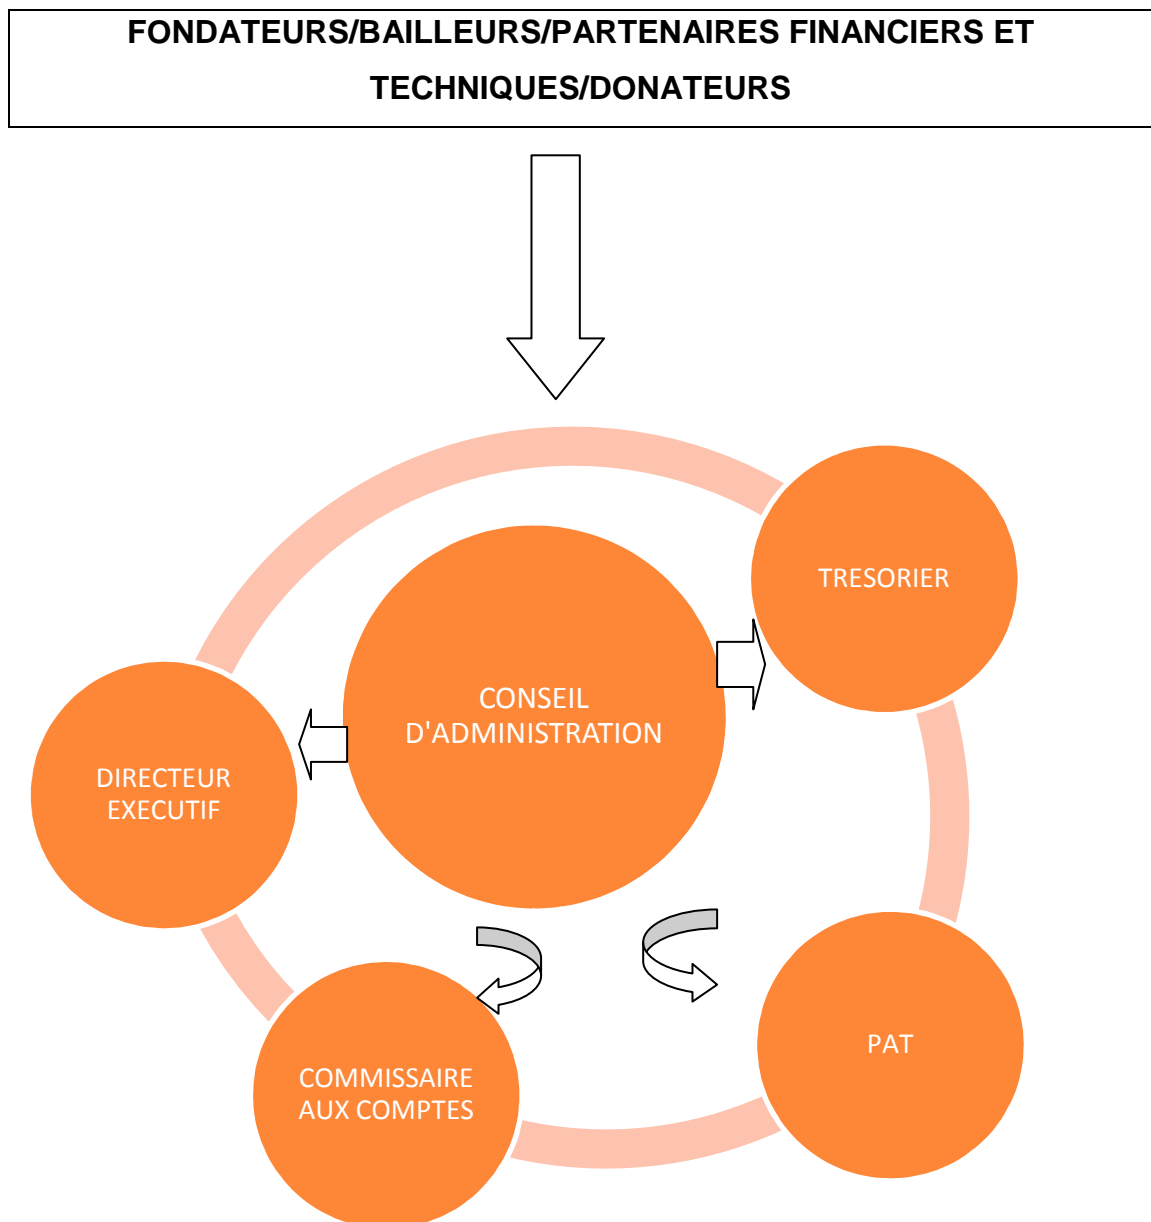 FONDATEURS/BAILLEURS/PARTENAIRES FINANCIERS ET
TECHNIQUES/DONATEURS
TRESORIER
CONSEIL
D'ADMINISTRATION
DIRECTEUR
EXECUTIF
PAT
COMMISSAIRE
AUX COMPTES